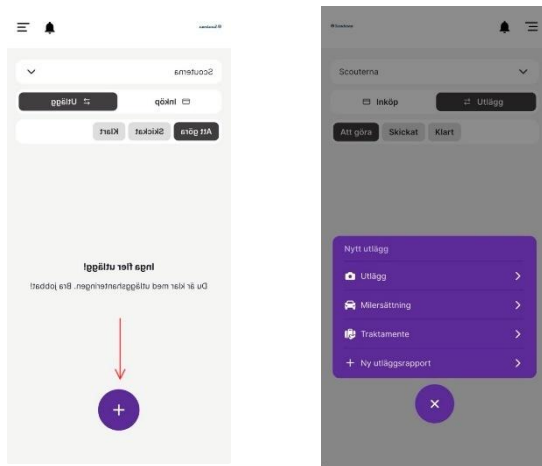 Scouterna
Inköp
Utlägg
Att göra
Skickat
Klart
Inga fler utlägg!
Du är klar med utläggshanteringen. Bra jobbat!
Scouterna
Scouterna
Inköp
Utlägg
Att göra
Skickat
Klart
Nytt utlägg
Utlägg
Milersättning
Traktamente
Ny utläggsrapport